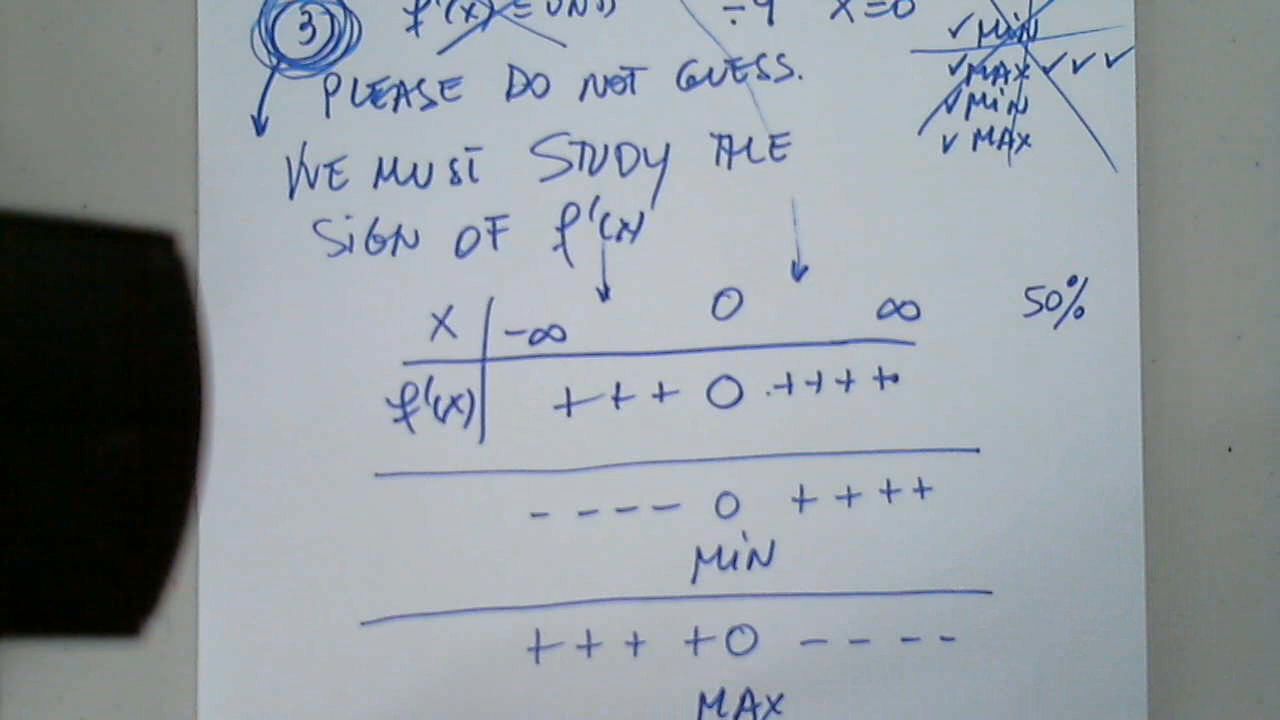 3 f'(x) = x=0
✓ MiN
✓ MAX ✓ ✓ ✓
✓ MiN
✓ MAX
PLEASE DO NOT GUESS.
WE MUST STUDY THE
SiGN OF f'(x)
X -∞ 0 ∞ 50%
f'(x) + + + 0 + + + +
- - - - 0 + + + +
MiN
+ + + + 0 - - - -
MAX